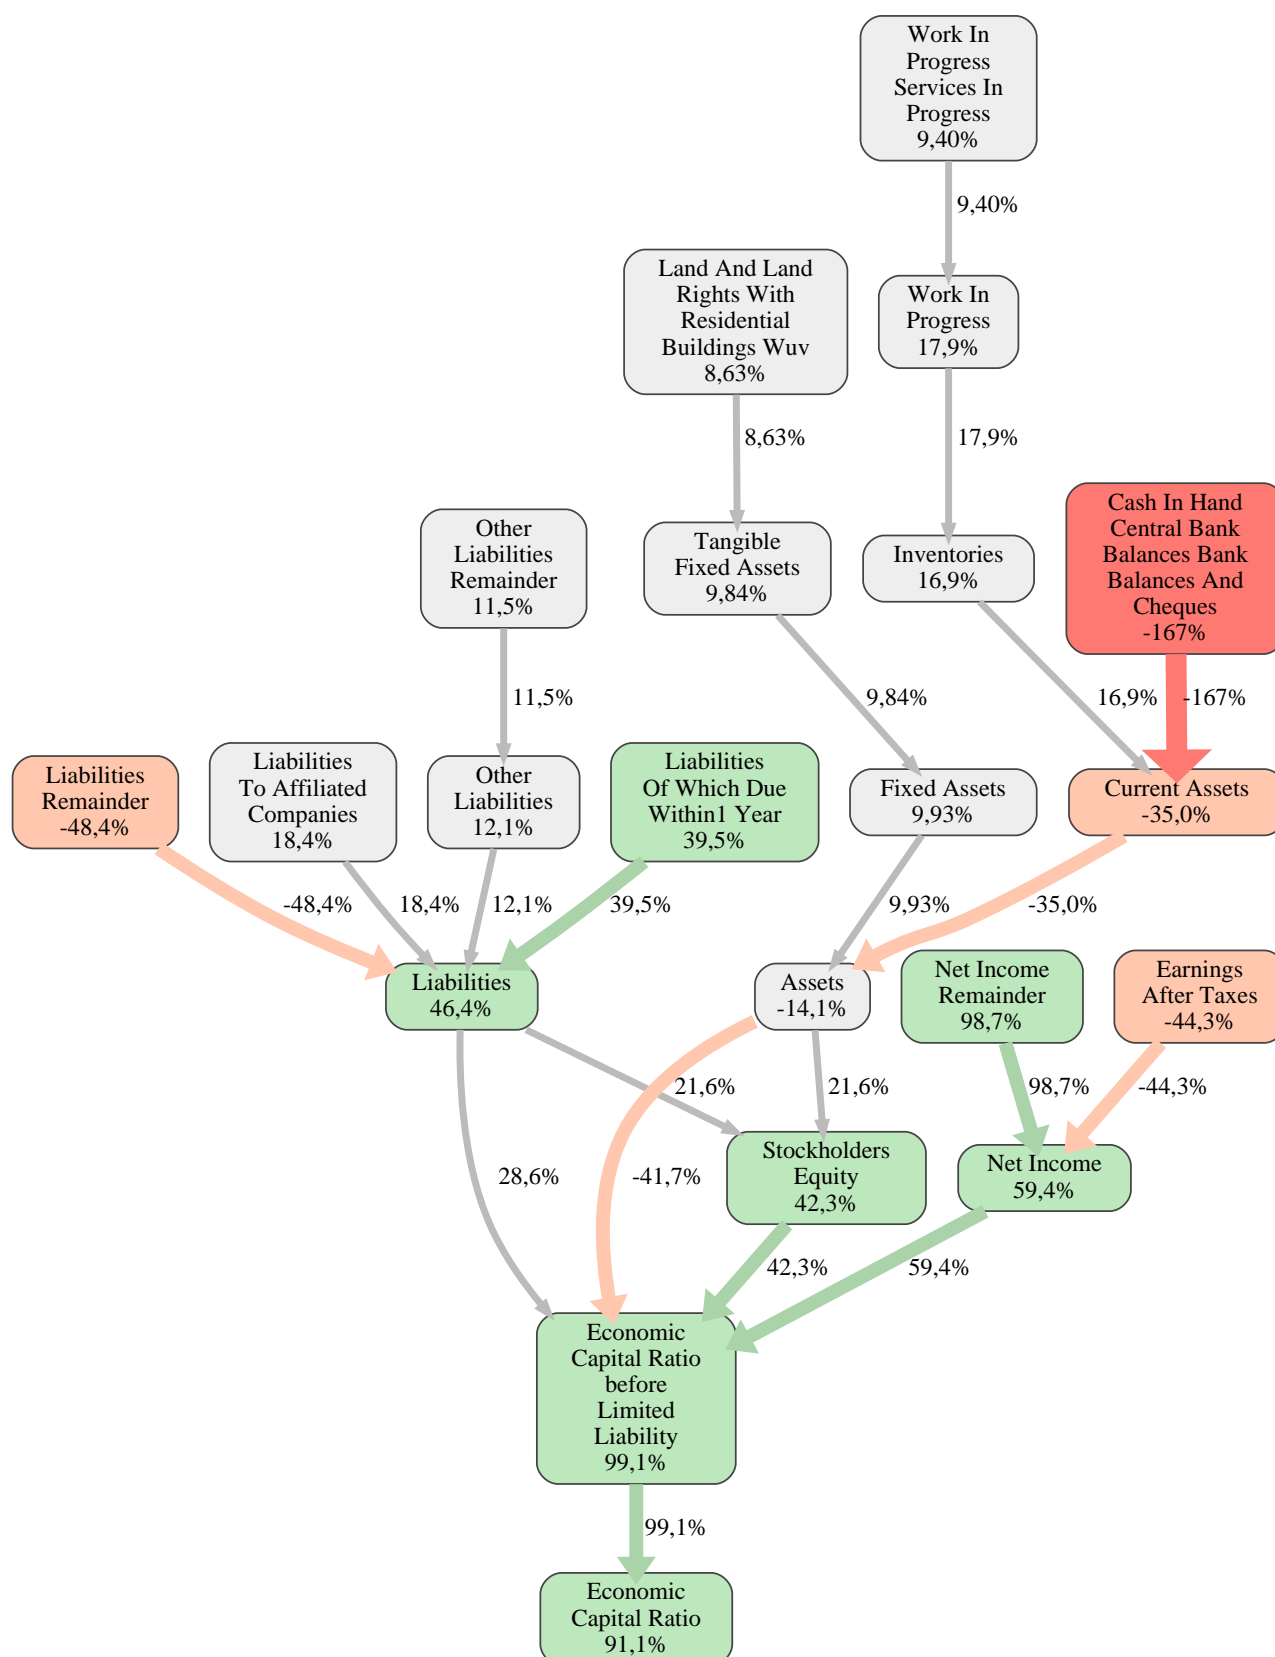 Work In
Progress
Services In
Progress
9,40%
9,40%
Land And Land
Rights With
Residential
Buildings Wuv
8,63%
Work In
Progress
17,9%
8,63%
17,9%
Cash In Hand
Central Bank
Balances Bank
Balances And
Cheques
-167%
Other
Liabilities
Remainder
11,5%
Tangible
Fixed Assets
9,84%
Inventories
16,9%
11,5%
9,84%
16,9%
-167%
Liabilities
Remainder
-48,4%
Liabilities
To Affiliated
Companies
18,4%
Other
Liabilities
12,1%
Liabilities
Of Which Due
Within1 Year
39,5%
Fixed Assets
9,93%
Current Assets
-35,0%
-48,4%
18,4%
12,1%
39,5%
9,93%
-35,0%
Liabilities
46,4%
Assets
-14,1%
Net Income
Remainder
98,7%
Earnings
After Taxes
-44,3%
21,6%
21,6%
98,7%
-44,3%
28,6%
-41,7%
Stockholders
Equity
42,3%
Net Income
59,4%
42,3%
59,4%
Economic
Capital Ratio
before
Limited
Liability
99,1%
99,1%
Economic
Capital Ratio
91,1%